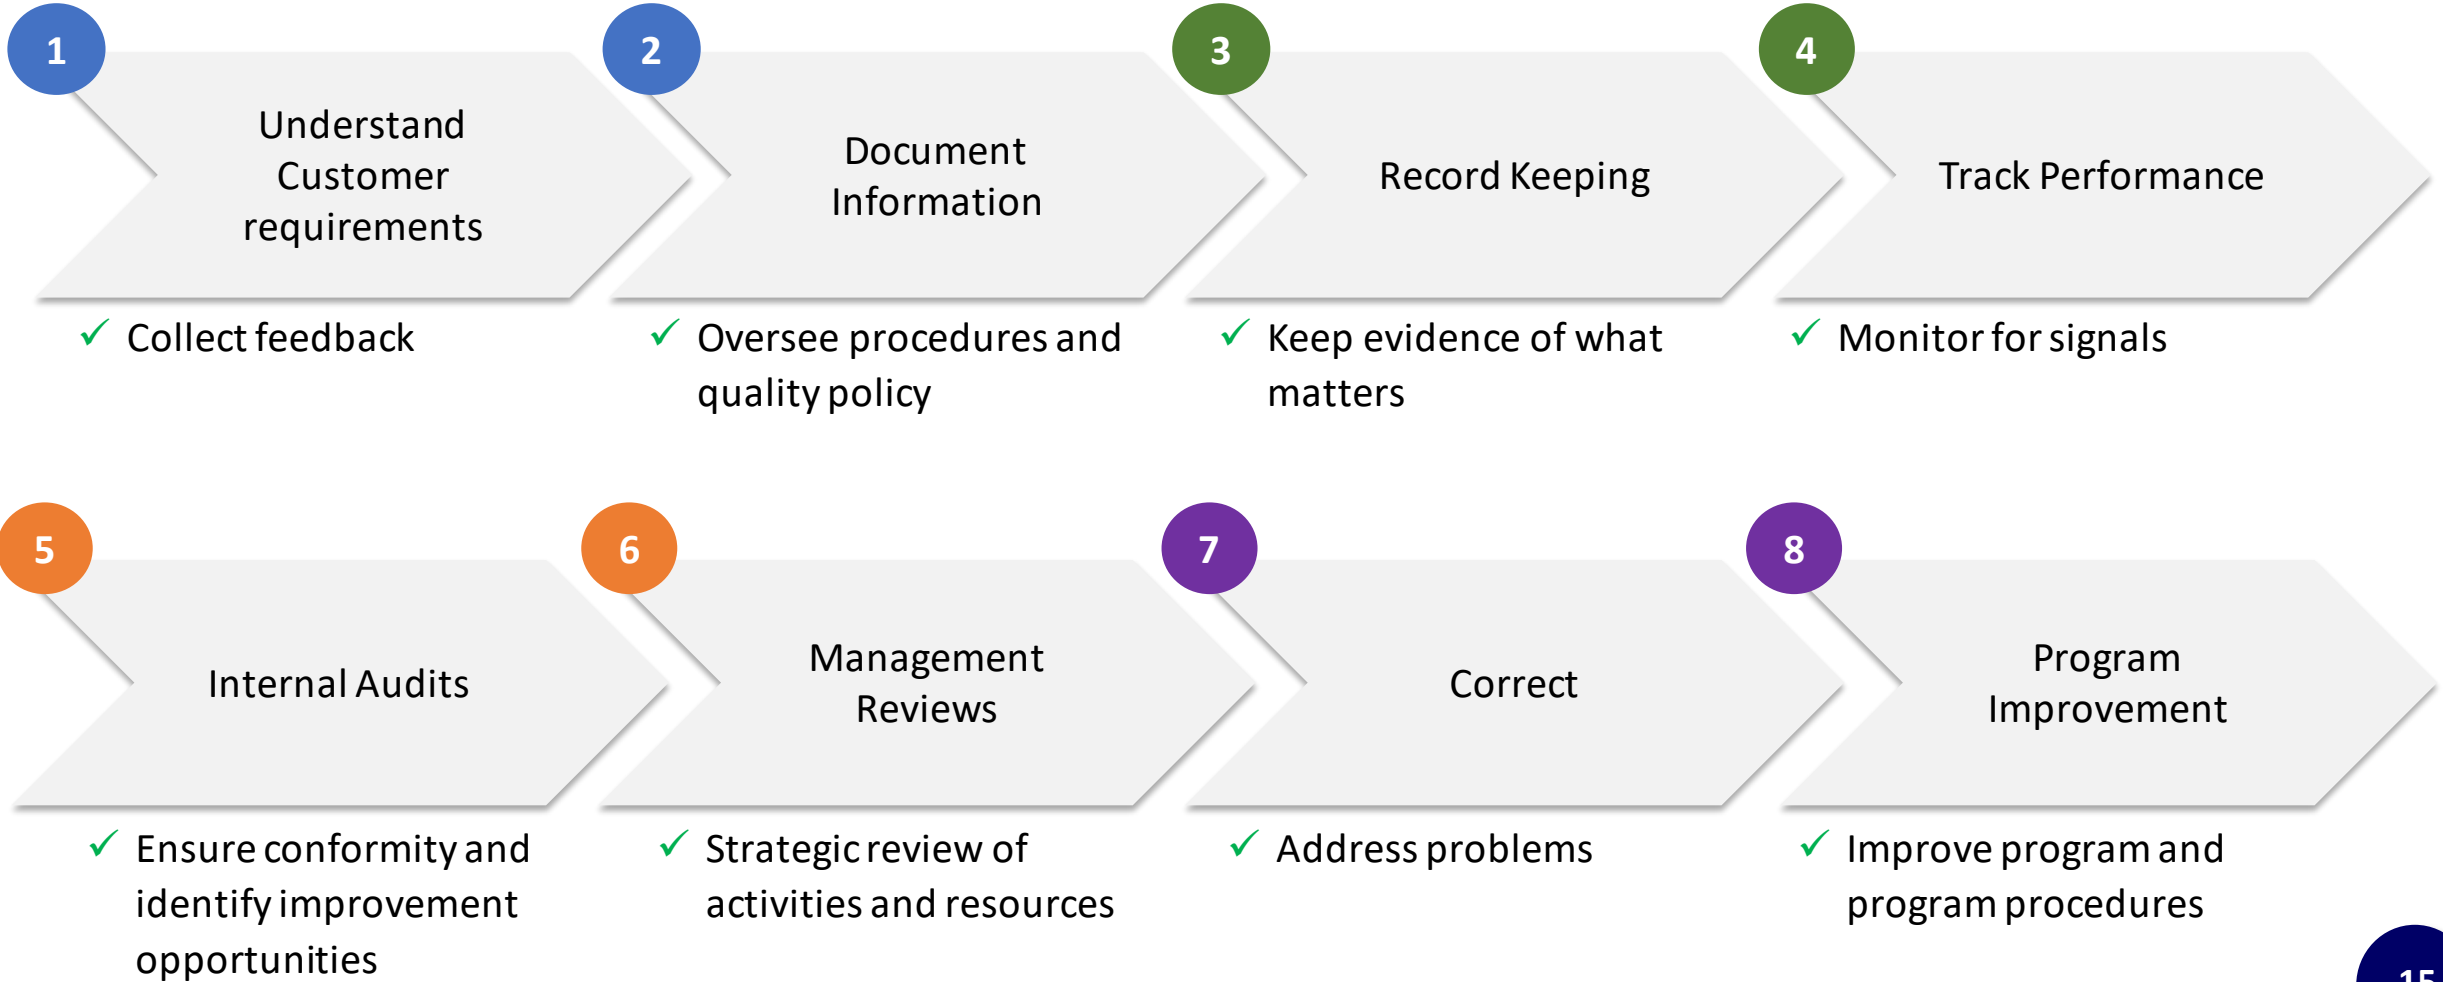 1
Understand
Customer
requirements
✓ Collect feedback
2
Document
Information
✓ Oversee procedures and
quality policy
3
Record Keeping
✓ Keep evidence of what
matters
4
Track Performance
✓ Monitor for signals
5
Internal Audits
✓ Ensure conformity and
identify improvement
opportunities
6
Management
Reviews
✓ Strategic review of
activities and resources
7
Correct
✓ Address problems
8
Program
Improvement
✓ Improve program and
program procedures
15